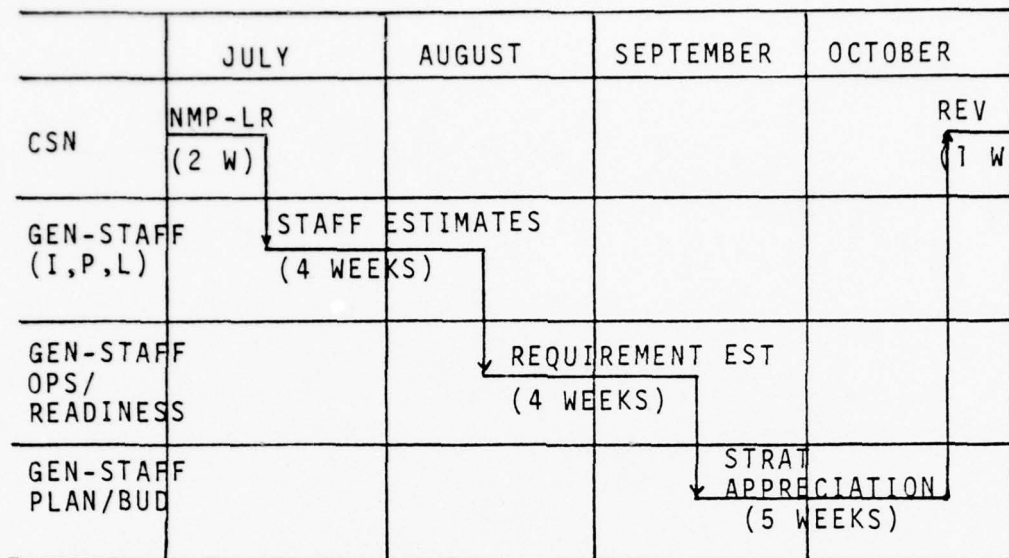 JULY AUGUST SEPTEMBER OCTOBER
CSN
NMP-LR
(2 W)
REV
(1 W
GEN-STAFF
(I,P,L)
STAFF ESTIMATES
(4 WEEKS)
GEN-STAFF
OPS/
READINESS
REQUIREMENT EST
(4 WEEKS)
GEN-STAFF
PLAN/BUD
STRAT
APPRECIATION
(5 WEEKS)